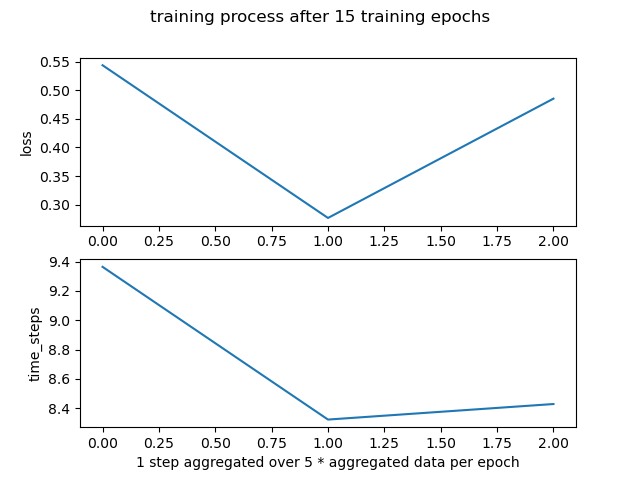 training process after 15 training epochs
0.55
0.50
0.45
0.40
0.35
0.30
loss
0.00 0.25 0.50 0.75 1.00 1.25 1.50 1.75 2.00
9.4
9.2
9.0
8.8
8.6
8.4
time_steps
0.00 0.25 0.50 0.75 1.00 1.25 1.50 1.75 2.00
1 step aggregated over 5 * aggregated data per epoch